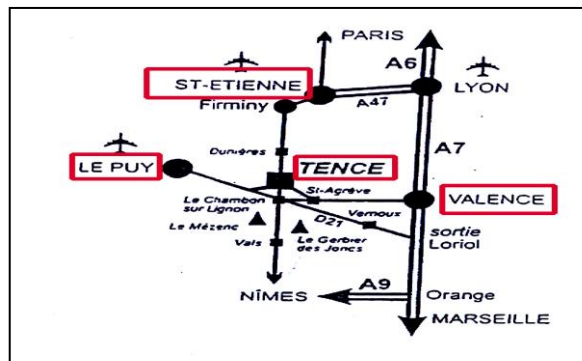 PARIS
A6
ST-ETIENNE
LYON
Firminy
A47
A7
Dunières
LE PUY
TENCE
St-Agrève
VALENCE
Le Chambon
sur Lignon
D21
Vernoux
Le Mézenc
Le Gerbier
des Joncs
sortie
Loriol
Vals
A9
NÎMES
Orange
MARSEILLE